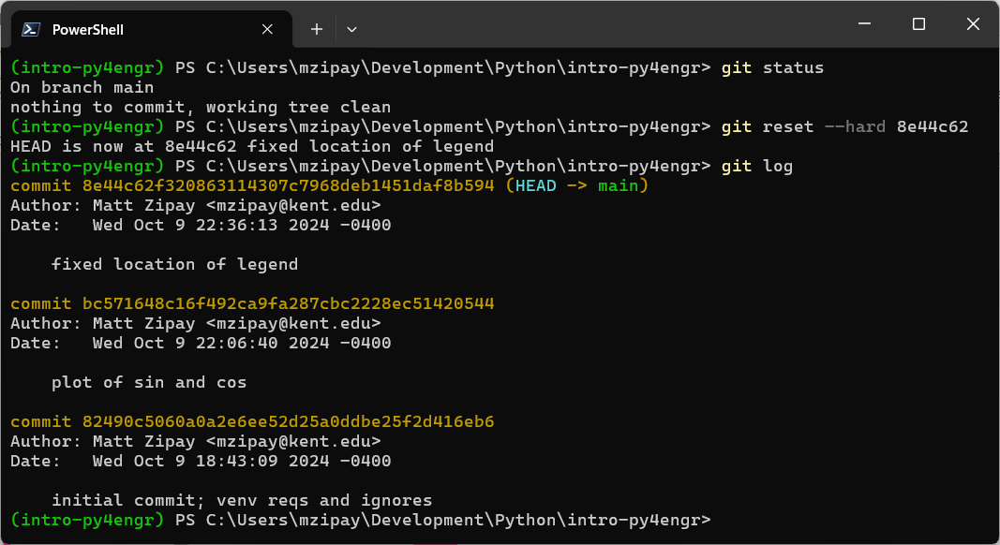 PowerShell
(intro-py4engr) PS C:\Users\mzipay\Development\Python\intro-py4engr> git status
On branch main
nothing to commit, working tree clean
(intro-py4engr) PS C:\Users\mzipay\Development\Python\intro-py4engr> git reset --hard 8e44c62
HEAD is now at 8e44c62 fixed location of legend
(intro-py4engr) PS C:\Users\mzipay\Development\Python\intro-py4engr> git log
commit 8e44c62f320863114307c7968deb1451daf8b594 (HEAD -> main)
Author: Matt Zipay <mzipay@kent.edu>
Date:   Wed Oct 9 22:36:13 2024 -0400
    fixed location of legend
commit bc571648c16f492ca9fa287cbc2228ec51420544
Author: Matt Zipay <mzipay@kent.edu>
Date:   Wed Oct 9 22:06:40 2024 -0400
    plot of sin and cos
commit 82490c5060a0a2e6ee52d25a0ddbe25f2d416eb6
Author: Matt Zipay <mzipay@kent.edu>
Date:   Wed Oct 9 18:43:09 2024 -0400
    initial commit; venv reqs and ignores
(intro-py4engr) PS C:\Users\mzipay\Development\Python\intro-py4engr>